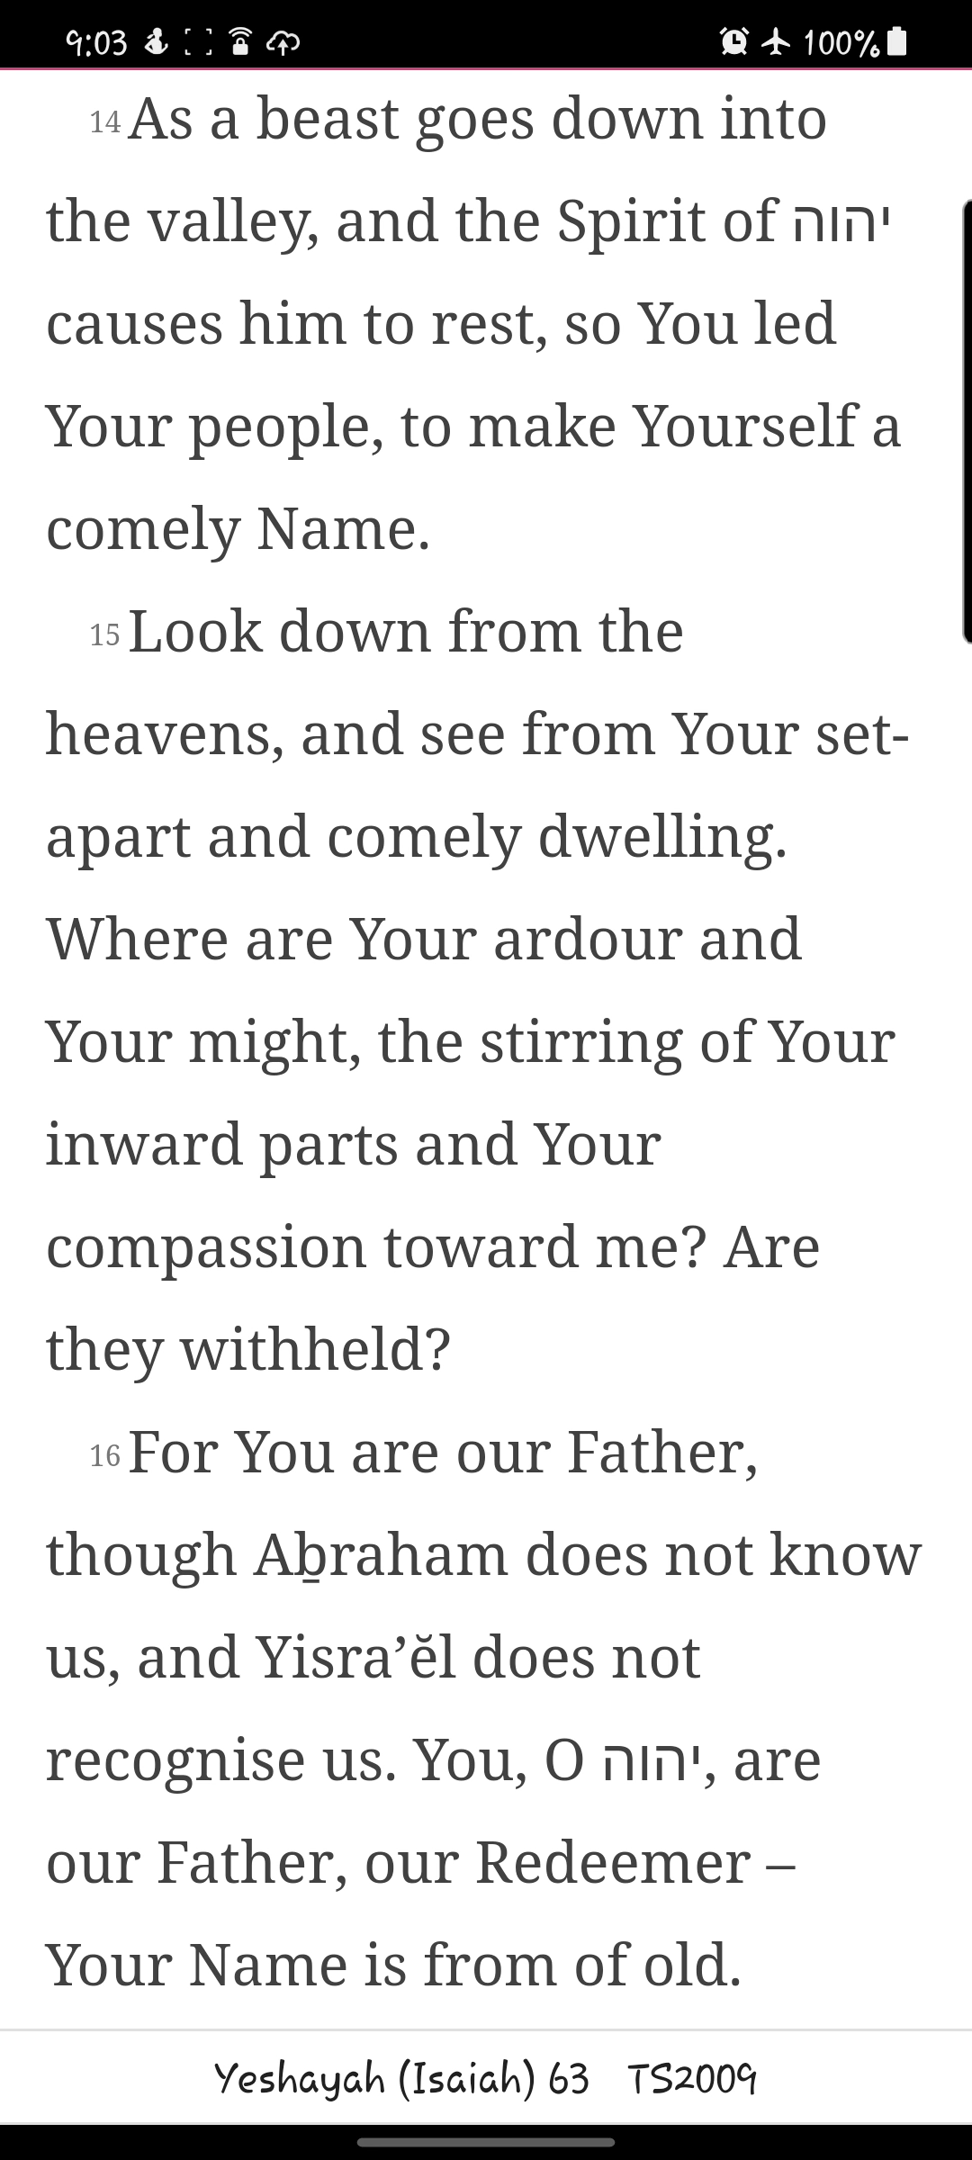 9:03 100%
14 As a beast goes down into
the valley, and the Spirit of יהוה
causes him to rest, so You led
Your people, to make Yourself a
comely Name.
15 Look down from the
heavens, and see from Your set-
apart and comely dwelling.
Where are Your ardour and
Your might, the stirring of Your
inward parts and Your
compassion toward me? Are
they withheld?
16 For You are our Father,
though Aḇraham does not know
us, and Yisra’ĕl does not
recognise us. You, O יהוה, are
our Father, our Redeemer –
Your Name is from of old.
Yeshayah (Isaiah) 63 TS2009